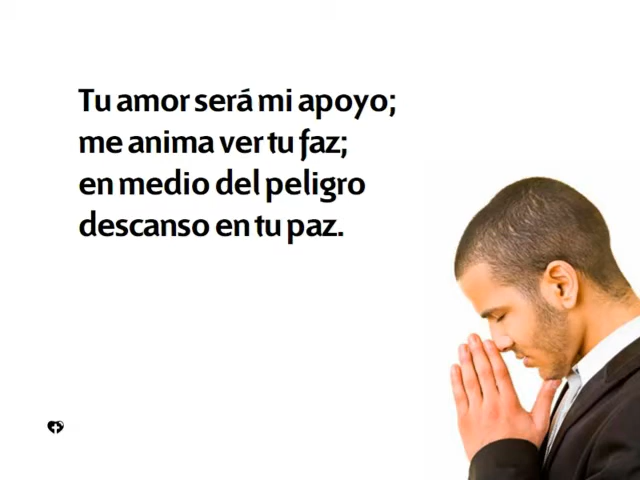 Tu amor será mi apoyo;
me anima ver tu faz;
en medio del peligro
descanso en tu paz.